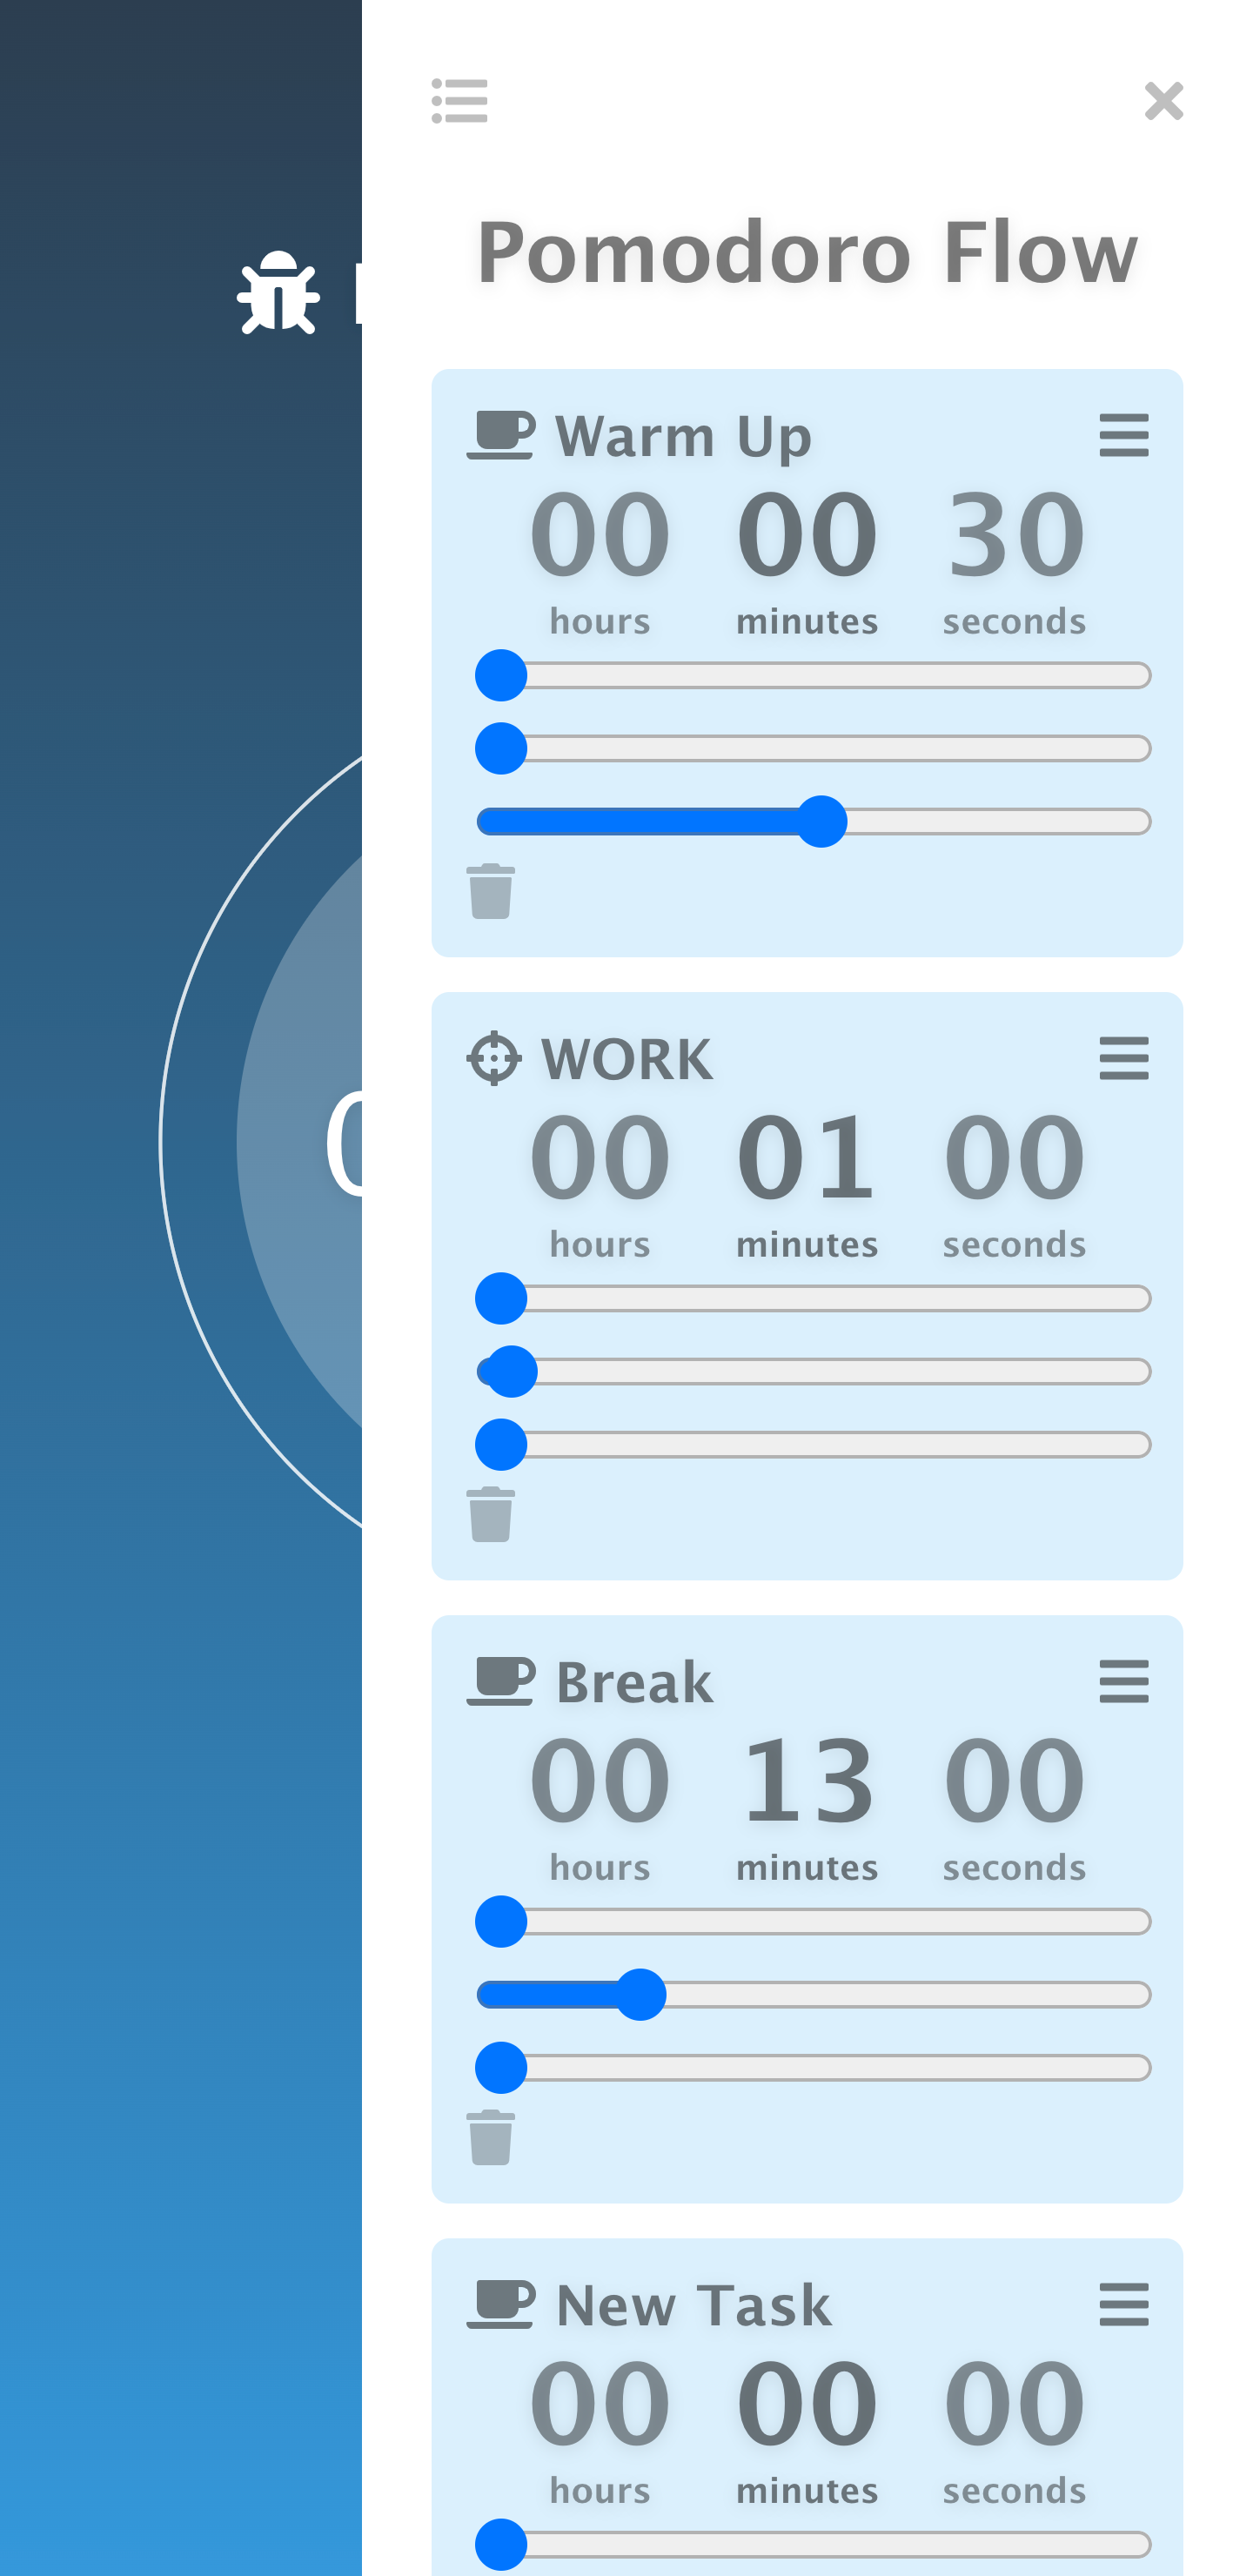 Pomodoro Flow
Warm Up
00 00 30
hours minutes seconds
WORK
00 01 00
hours minutes seconds
Break
00 13 00
hours minutes seconds
New Task
00 00 00
hours minutes seconds